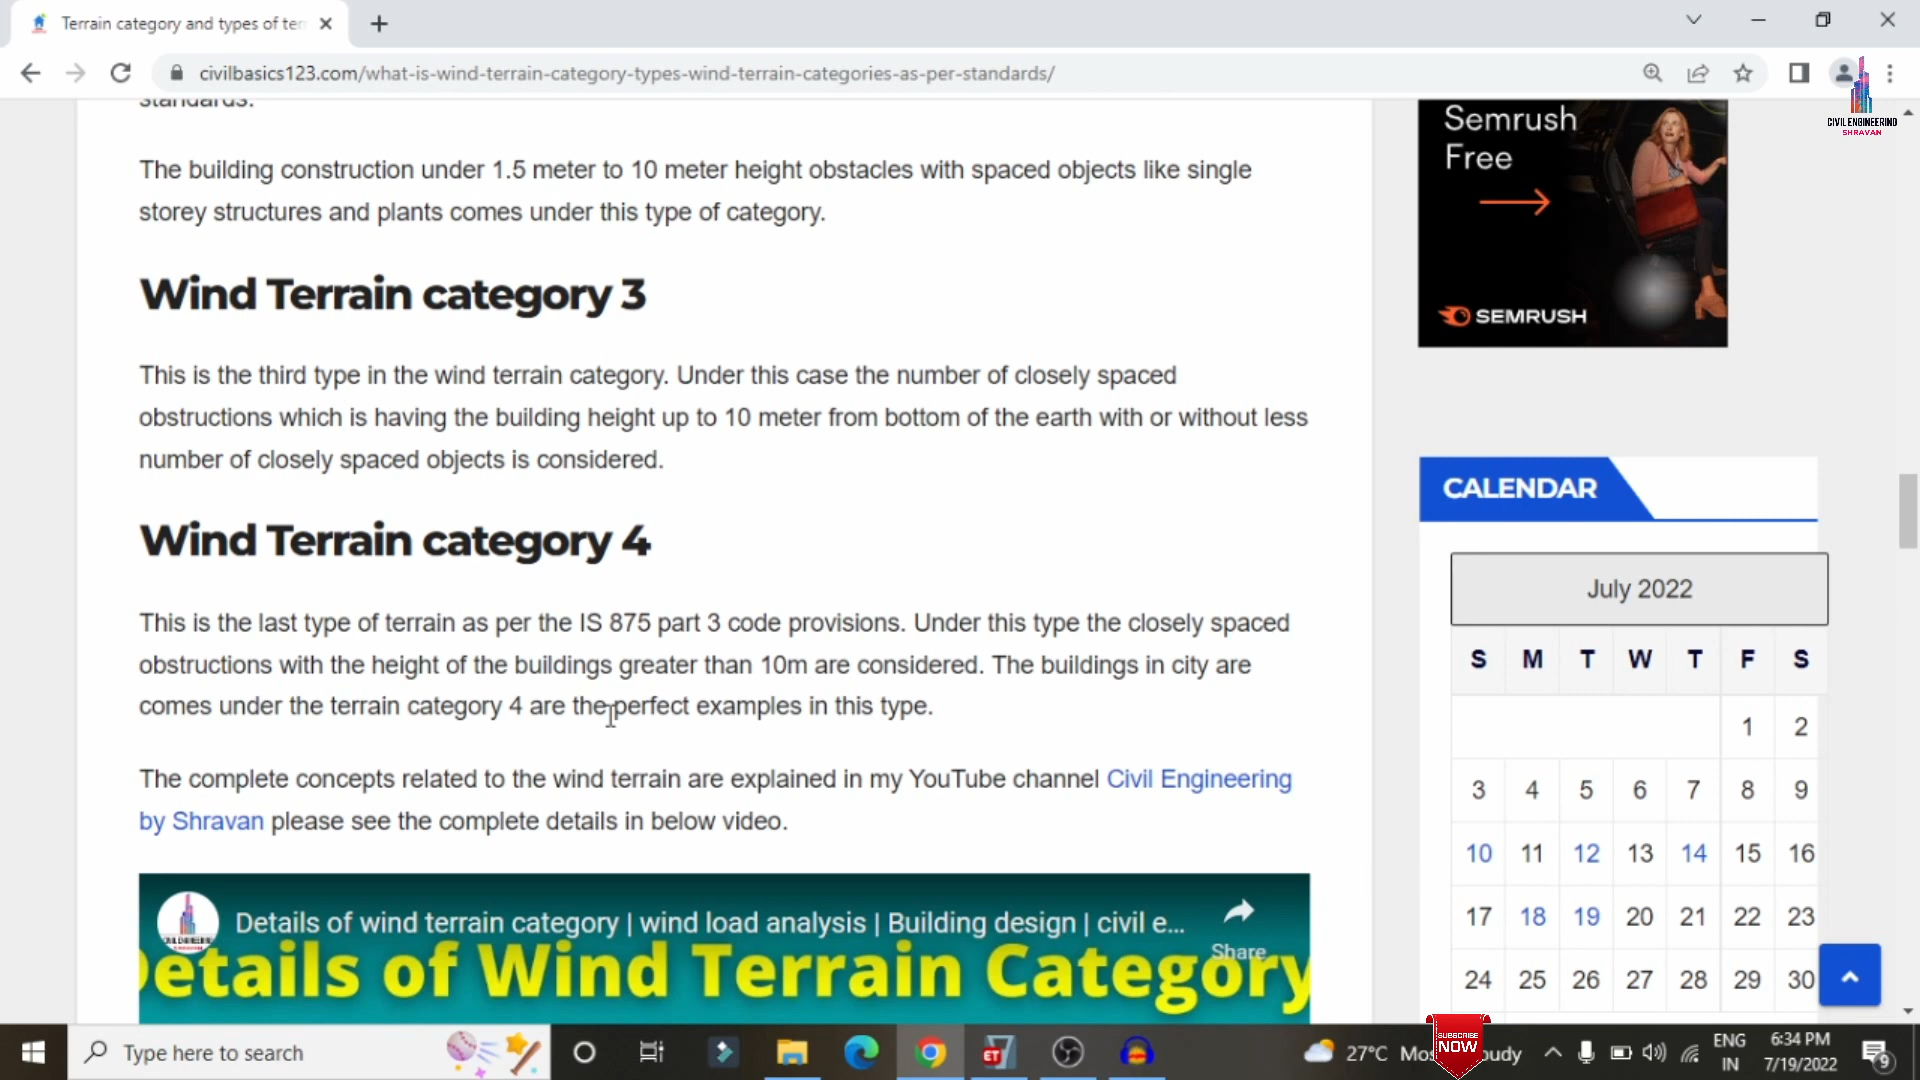 Terrain category and types of ter
civilbasics123.com/what-is-wind-terrain-category-types-wind-terrain-categories-as-per-standards/
CIVIL ENGINEERING
SHRAVAN
standards.
The building construction under 1.5 meter to 10 meter height obstacles with spaced objects like single
storey structures and plants comes under this type of category.
Wind Terrain category 3
This is the third type in the wind terrain category. Under this case the number of closely spaced
obstructions which is having the building height up to 10 meter from bottom of the earth with or without less
number of closely spaced objects is considered.
Wind Terrain category 4
This is the last type of terrain as per the IS 875 part 3 code provisions. Under this type the closely spaced
obstructions with the height of the buildings greater than 10m are considered. The buildings in city are
comes under the terrain category 4 are the perfect examples in this type.
The complete concepts related to the wind terrain are explained in my YouTube channel Civil Engineering
by Shravan please see the complete details in below video.
Details of wind terrain category | wind load analysis | Building design | civil e...
Share
Details of Wind Terrain Category
Semrush
Free
SEMRUSH
CALENDAR
July 2022
S M T W T F S
1 2
3 4 5 6 7 8 9
10 11 12 13 14 15 16
17 18 19 20 21 22 23
24 25 26 27 28 29 30
Type here to search
ET
27°C Mos
udy
SUBSCRIBE
NOW
ENG
IN
6:34 PM
7/19/2022
9